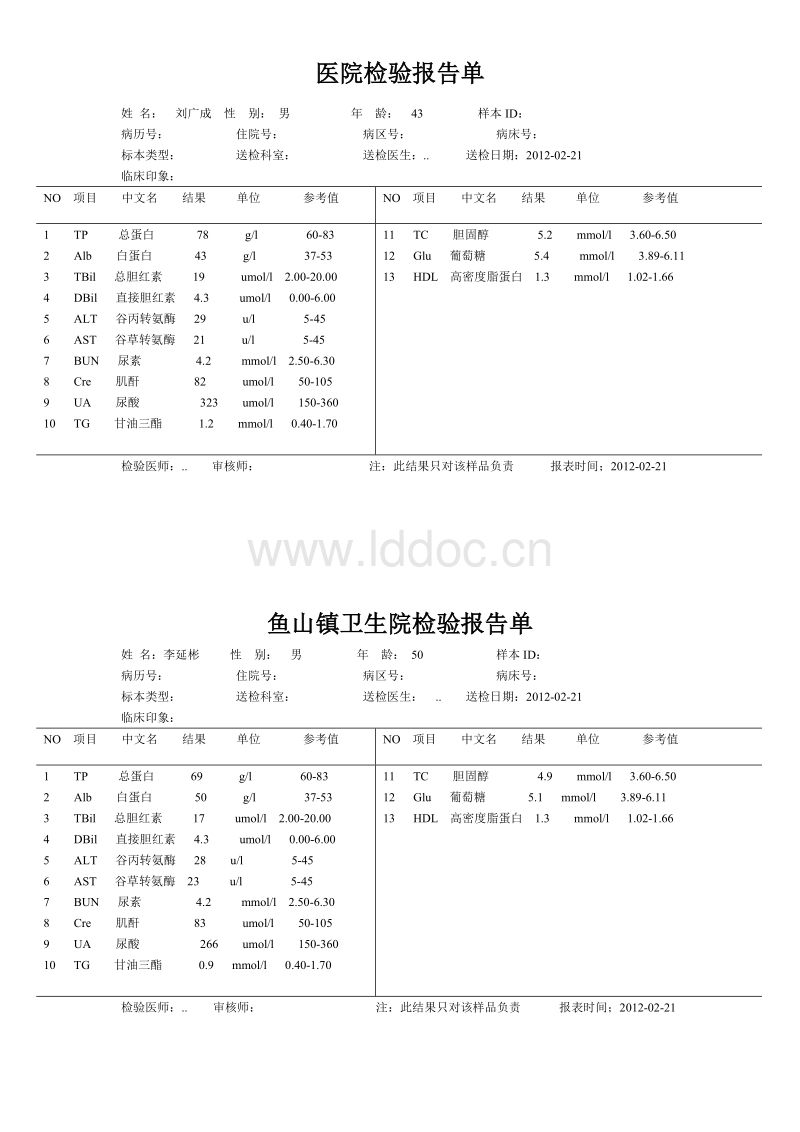 医院检验报告单
姓 名： 刘广成 性 别： 男 年 龄： 43 样本 ID：
病历号： 住院号： 病区号： 病床号：
标本类型： 送检科室： 送检医生：.. 送检日期：2012-02-21
临床印象：
NO 项目 中文名 结果 单位 参考值 NO 项目 中文名 结果 单位 参考值
1 TP 总蛋白 78 g/l 60-83 11 TC 胆固醇 5.2 mmol/l 3.60-6.50
2 Alb 白蛋白 43 g/l 37-53 12 Glu 葡萄糖 5.4 mmol/l 3.89-6.11
3 TBil 总胆红素 19 umol/l 2.00-20.00 13 HDL 高密度脂蛋白 1.3 mmol/l 1.02-1.66
4 DBil 直接胆红素 4.3 umol/l 0.00-6.00
5 ALT 谷丙转氨酶 29 u/l 5-45
6 AST 谷草转氨酶 21 u/l 5-45
7 BUN 尿素 4.2 mmol/l 2.50-6.30
8 Cre 肌酐 82 umol/l 50-105
9 UA 尿酸 323 umol/l 150-360
10 TG 甘油三酯 1.2 mmol/l 0.40-1.70
检验医师：.. 审核师： 注：此结果只对该样品负责 报表时间；2012-02-21
www.lddoc.cn
鱼山镇卫生院检验报告单
姓 名：李延彬 性 别： 男 年 龄： 50 样本 ID：
病历号： 住院号： 病区号： 病床号：
标本类型： 送检科室： 送检医生： .. 送检日期：2012-02-21
临床印象：
NO 项目 中文名 结果 单位 参考值 NO 项目 中文名 结果 单位 参考值
1 TP 总蛋白 69 g/l 60-83 11 TC 胆固醇 4.9 mmol/l 3.60-6.50
2 Alb 白蛋白 50 g/l 37-53 12 Glu 葡萄糖 5.1 mmol/l 3.89-6.11
3 TBil 总胆红素 17 umol/l 2.00-20.00 13 HDL 高密度脂蛋白 1.3 mmol/l 1.02-1.66
4 DBil 直接胆红素 4.3 umol/l 0.00-6.00
5 ALT 谷丙转氨酶 28 u/l 5-45
6 AST 谷草转氨酶 23 u/l 5-45
7 BUN 尿素 4.2 mmol/l 2.50-6.30
8 Cre 肌酐 83 umol/l 50-105
9 UA 尿酸 266 umol/l 150-360
10 TG 甘油三酯 0.9 mmol/l 0.40-1.70
检验医师：.. 审核师： 注：此结果只对该样品负责 报表时间；2012-02-21